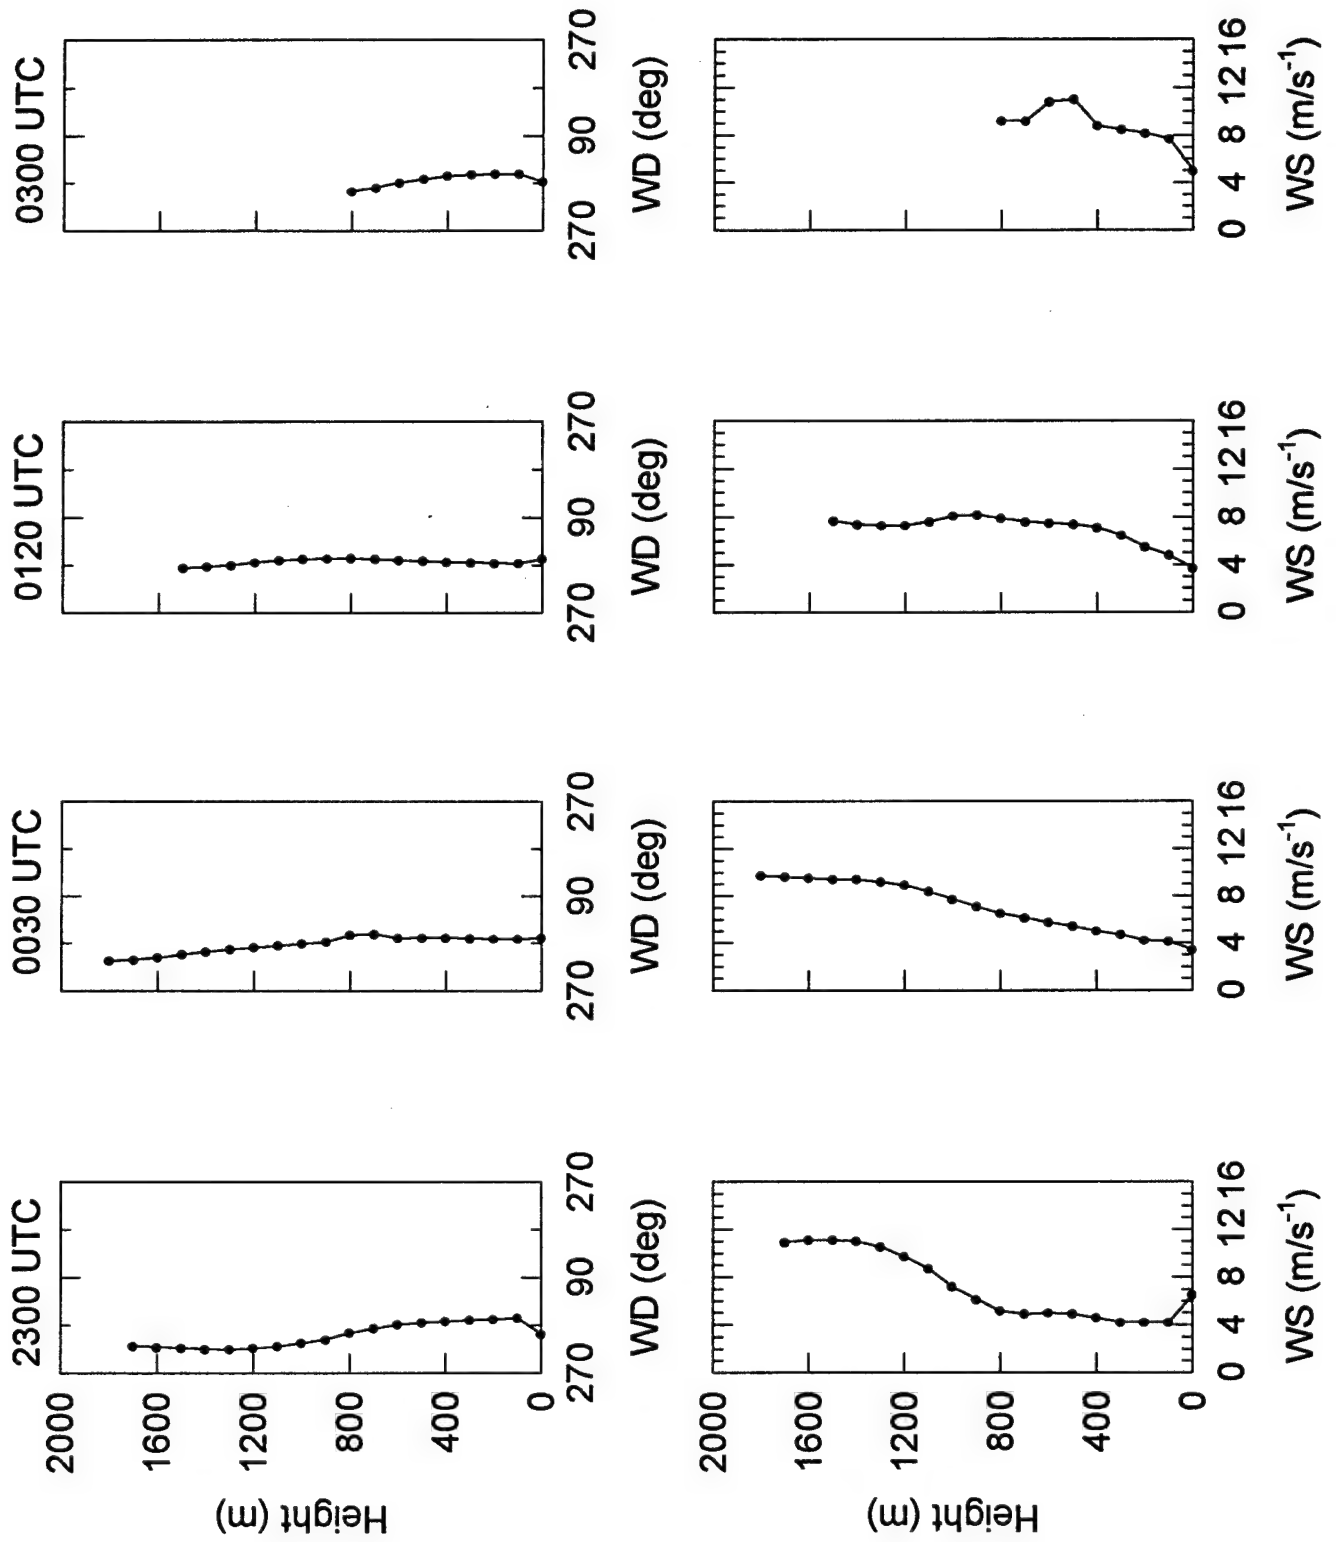 2300 UTC
0030 UTC
0120 UTC
0300 UTC
Height (m)
2000
1600
1200
800
400
0
270 90 270
270 90 270
270 90 270
270 90 270
WD (deg)
WD (deg)
WD (deg)
WD (deg)
Height (m)
2000
1600
1200
800
400
0
0 4 8 12 16
0 4 8 12 16
0 4 8 12 16
0 4 8 12 16
WS (m/s⁻¹)
WS (m/s⁻¹)
WS (m/s⁻¹)
WS (m/s⁻¹)